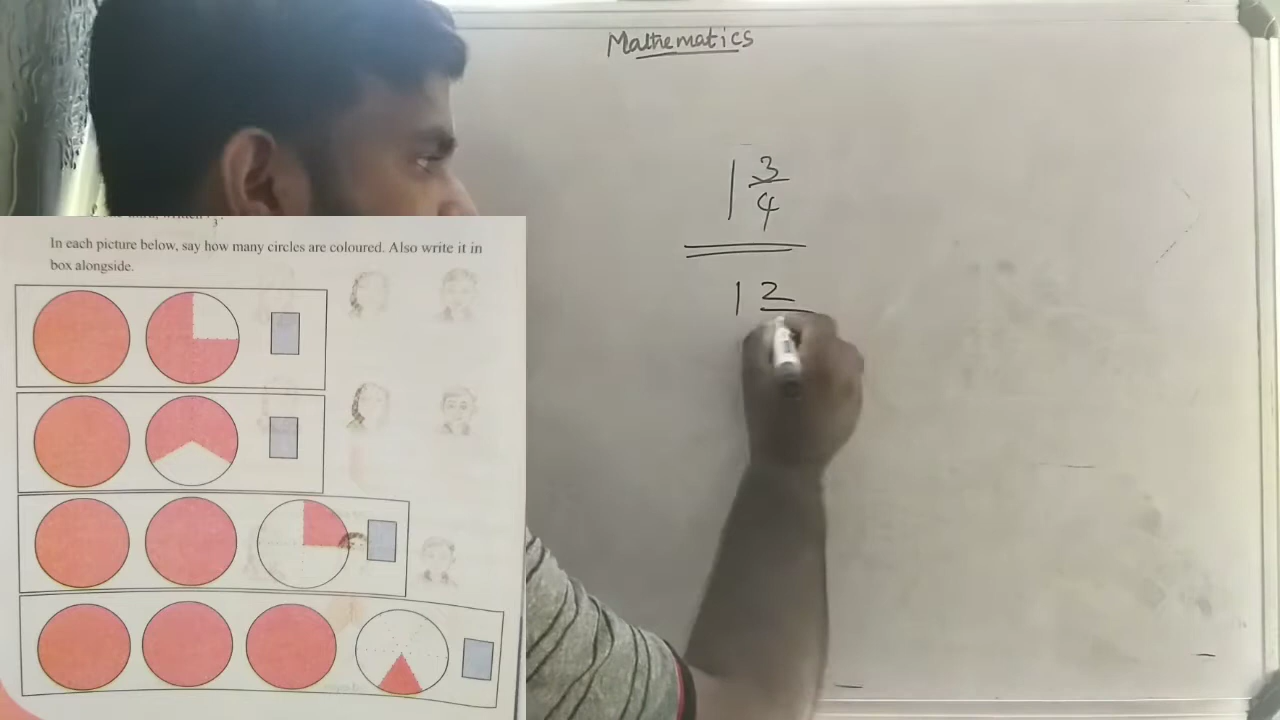 Mathematics
1 3/4
1 2
In each picture below, say how many circles are coloured. Also write it in
box alongside.